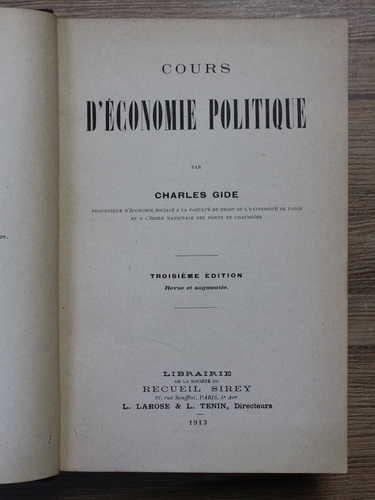 COURS
D'ÉCONOMIE POLITIQUE
PAR
CHARLES GIDE
PROFESSEUR D'ÉCONOMIE SOCIALE A LA FACULTÉ DE DROIT DE L'UNIVERSITÉ DE PARIS
ET A L'ÉCOLE NATIONALE DES PONTS ET CHAUSSÉES
TROISIÈME ÉDITION
Revue et augmentée.
LIBRAIRIE
DE LA SOCIÉTÉ DU
RECUEIL SIREY
22, rue Soufflot, PARIS, 5e Arr.
L. LAROSE & L. TENIN, Directeurs
1913